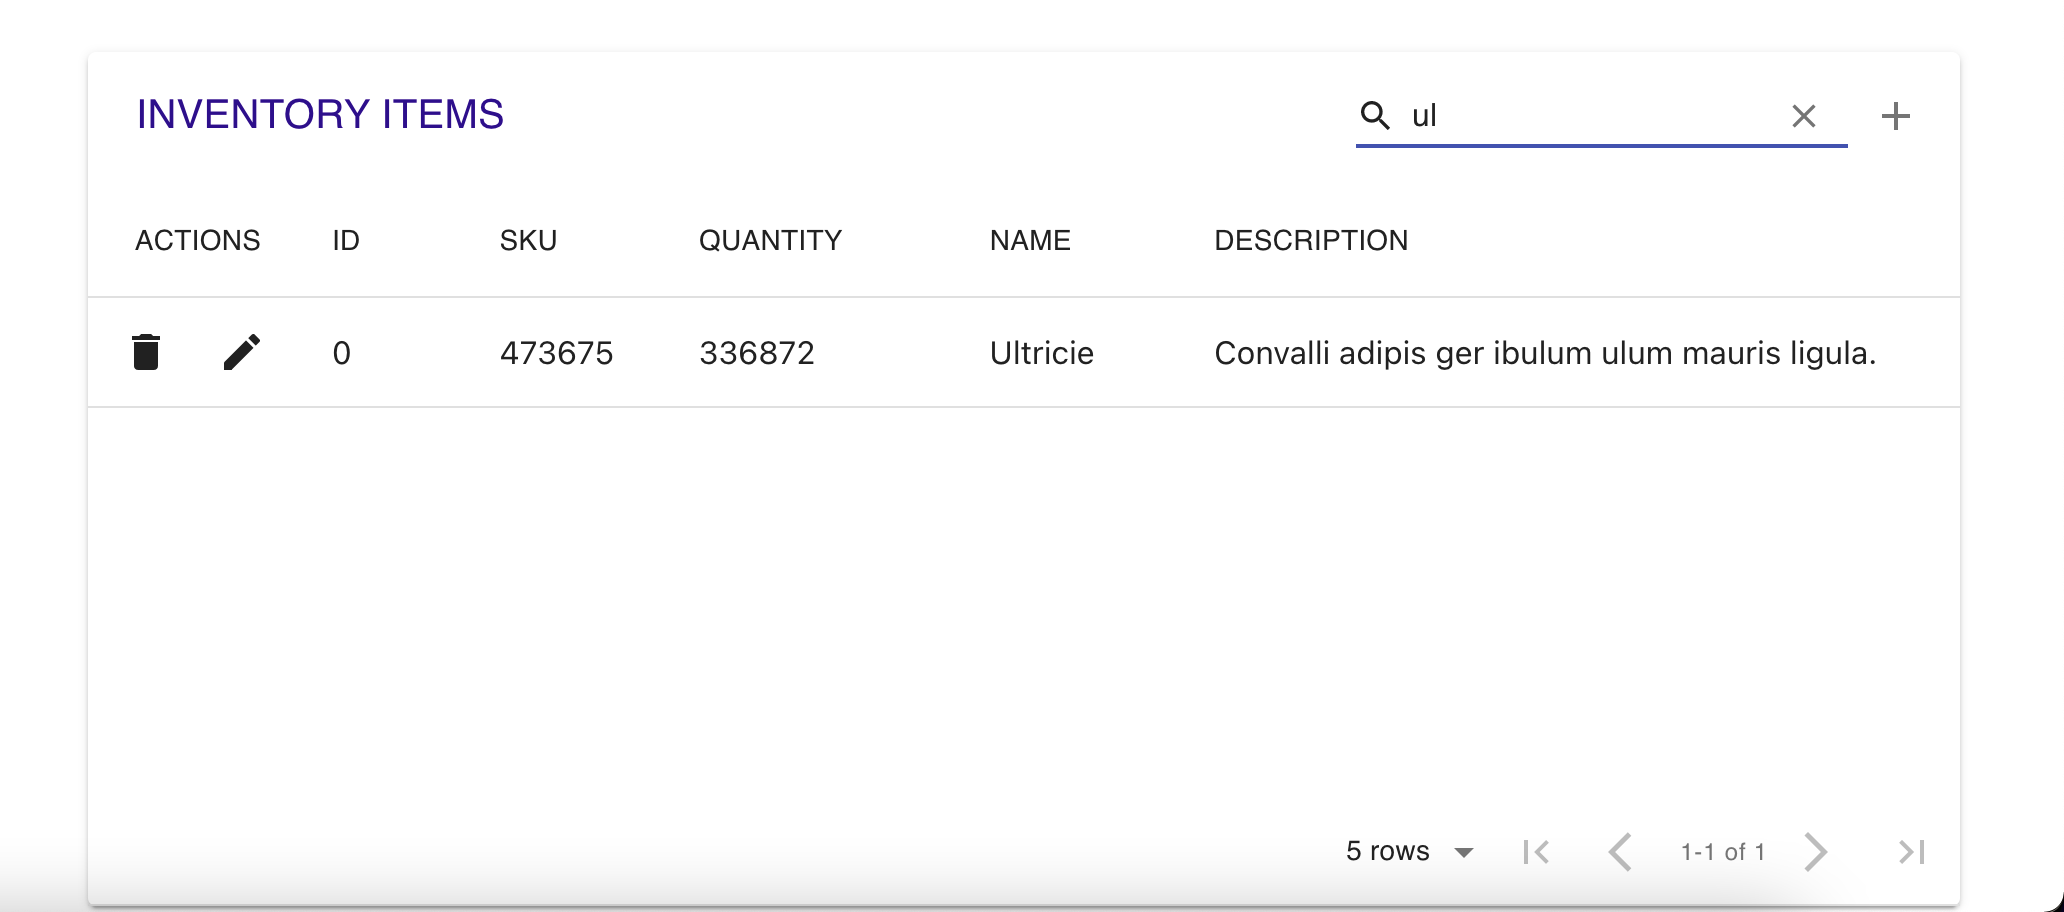 INVENTORY ITEMS ul
ACTIONS ID SKU QUANTITY NAME DESCRIPTION
0 473675 336872 Ultricie Convalli adipis ger ibulum ulum mauris ligula.
5 rows 1-1 of 1